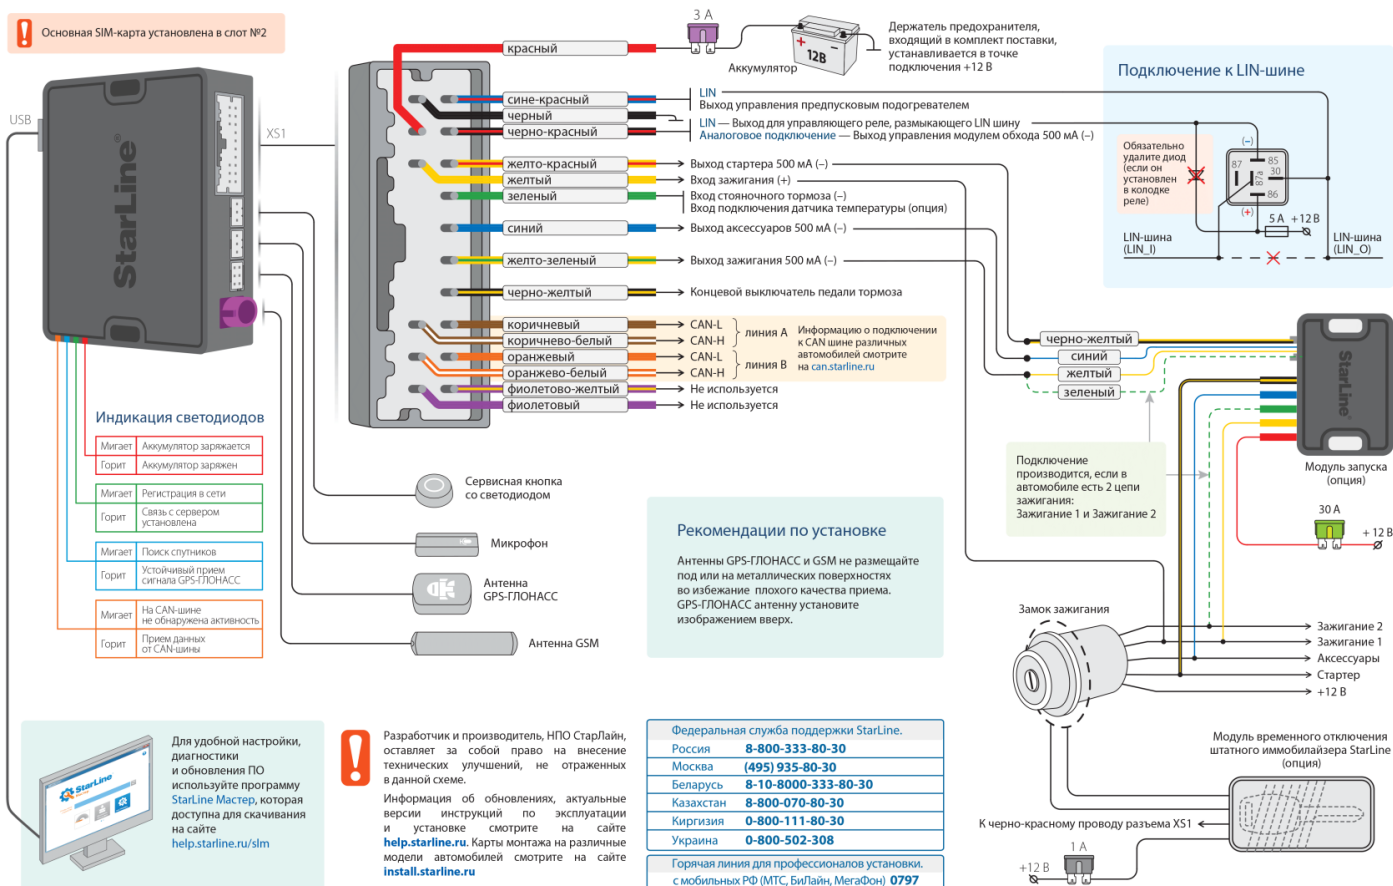 Основная SIM-карта установлена в слот №2
USB
StarLine®
XS1
красный
3 А
Аккумулятор
12В
Держатель предохранителя,
входящий в комплект поставки,
устанавливается в точке
подключения +12 В
сине-красный
LIN
Выход управления предпусковым подогревателем
черный
черно-красный
LIN — Выход для управляющего реле, размыкающего LIN шину
Аналоговое подключение — Выход управления модулем обхода 500 мА (–)
желто-красный
Выход стартера 500 мА (–)
желтый
Вход зажигания (+)
зеленый
Вход стояночного тормоза (–)
Вход подключения датчика температуры (опция)
синий
Выход аксессуаров 500 мА (–)
желто-зеленый
Выход зажигания 500 мА (–)
черно-желтый
Концевой выключатель педали тормоза
коричневый
CAN-L
коричнево-белый
CAN-H
линия А
оранжевый
CAN-L
оранжево-белый
CAN-H
линия В
Информацию о подключении
к CAN шине различных
автомобилей смотрите
на can.starline.ru
фиолетово-желтый
Не используется
фиолетовый
Не используется
Подключение к LIN-шине
Обязательно
удалите диод
(если он
установлен
в колодке
реле)
(–)
85
87
30
87a
86
(+)
5 А
+12 В
LIN-шина
(LIN_I)
LIN-шина
(LIN_O)
черно-желтый
синий
желтый
зеленый
StarLine®
Модуль запуска
(опция)
Подключение
производится, если в
автомобиле есть 2 цепи
зажигания:
Зажигание 1 и Зажигание 2
30 А
+ 12 В
Индикация светодиодов
Мигает Аккумулятор заряжается
Горит Аккумулятор заряжен
Мигает Регистрация в сети
Горит Связь с сервером
установлена
Мигает Поиск спутников
Горит Устойчивый прием
сигнала GPS-ГЛОНАСС
Мигает На CAN-шине
не обнаружена активность
Горит Прием данных
от CAN-шины
Сервисная кнопка
со светодиодом
Микрофон
Антенна
GPS-ГЛОНАСС
Антенна GSM
Рекомендации по установке
Антенны GPS-ГЛОНАСС и GSM не размещайте
под или на металлических поверхностях
во избежание плохого качества приема.
GPS-ГЛОНАСС антенну установите
изображением вверх.
Замок зажигания
Зажигание 2
Зажигание 1
Аксессуары
Стартер
+12 В
Модуль временного отключения
штатного иммобилайзера StarLine
(опция)
К черно-красному проводу разъема XS1
1 А
+12 В
StarLine
Для удобной настройки,
диагностики
и обновления ПО
используйте программу
StarLine Мастер, которая
доступна для скачивания
на сайте
help.starline.ru/slm
Разработчик и производитель, НПО СтарЛайн,
оставляет за собой право на внесение
технических улучшений, не отраженных
в данной схеме.
Информация об обновлениях, актуальные
версии инструкций по эксплуатации
и установке смотрите на сайте
help.starline.ru. Карты монтажа на различные
модели автомобилей смотрите на сайте
install.starline.ru
Федеральная служба поддержки StarLine.
Россия 8-800-333-80-30
Москва (495) 935-80-30
Беларусь 8-10-8000-333-80-30
Казахстан 8-800-070-80-30
Киргизия 0-800-111-80-30
Украина 0-800-502-308
Горячая линия для профессионалов установки.
с мобильных РФ (МТС, БиЛайн, МегаФон) 0797